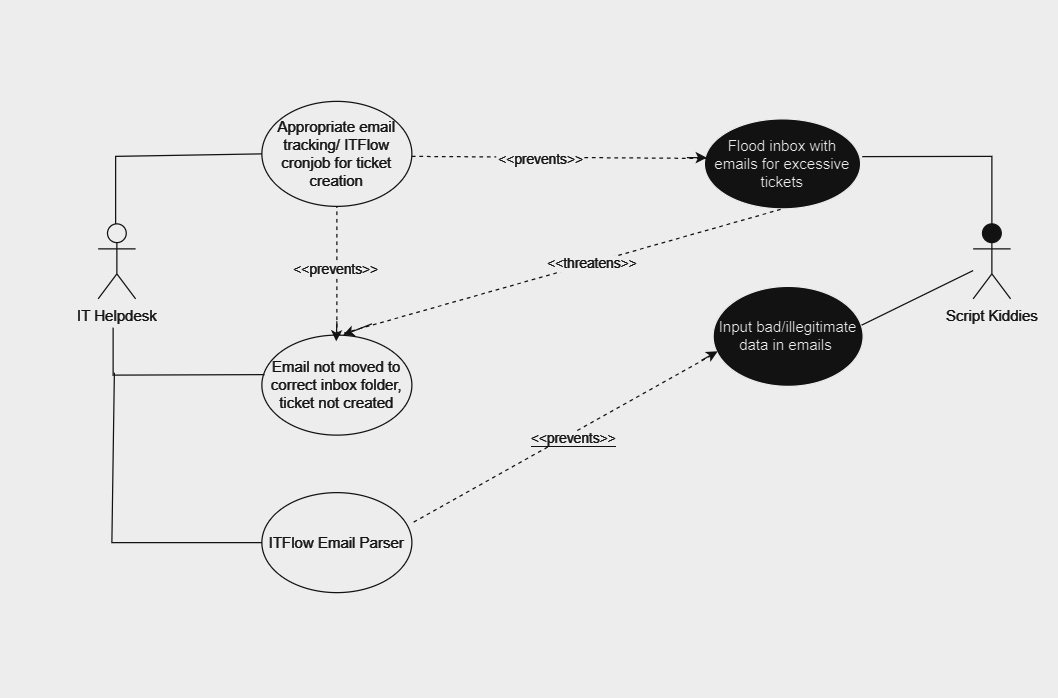 Appropriate email
tracking/ ITFlow
cronjob for ticket
creation
<<prevents>>
Flood inbox with
emails for excessive
tickets
<<prevents>>
<<threatens>>
IT Helpdesk
Script Kiddies
Email not moved to
correct inbox folder,
ticket not created
Input bad/illegitimate
data in emails
<<prevents>>
ITFlow Email Parser